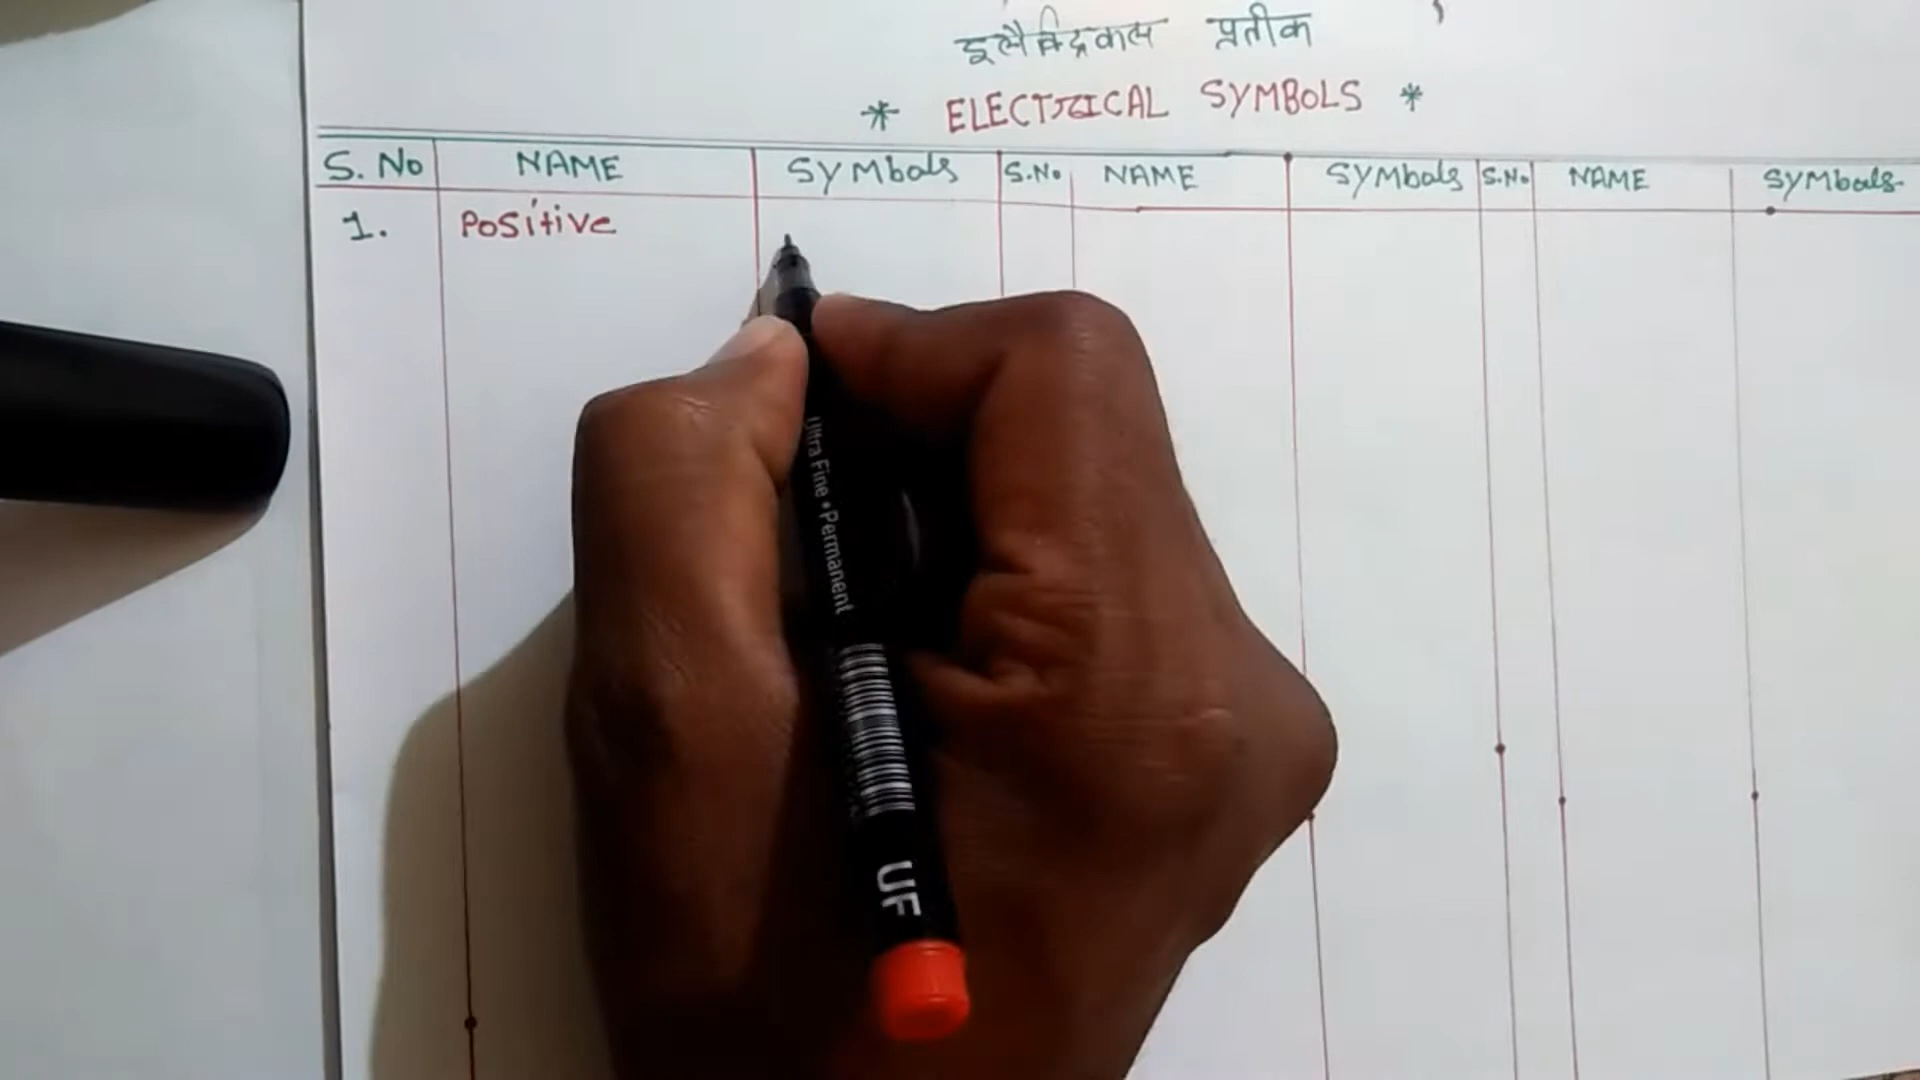 इलैक्ट्रिकल प्रतीक
* ELECTRICAL SYMBOLS *
S. No NAME SYMbols S.No NAME SYMbols S.No NAME SYMbols
1. Positive
Ultra Fine • Permanent
UF